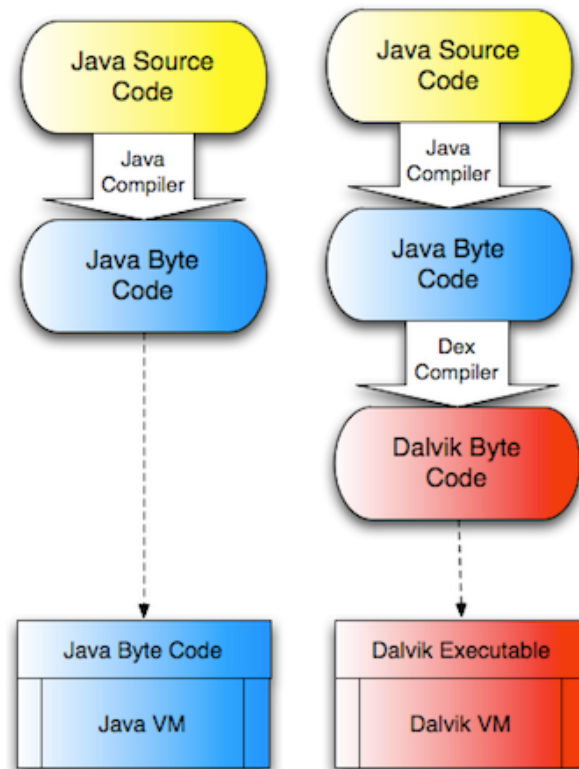 Java Source
Code
Java
Compiler
Java Byte
Code
Java Byte Code
Java VM
Java Source
Code
Java
Compiler
Java Byte
Code
Dex
Compiler
Dalvik Byte
Code
Dalvik Executable
Dalvik VM